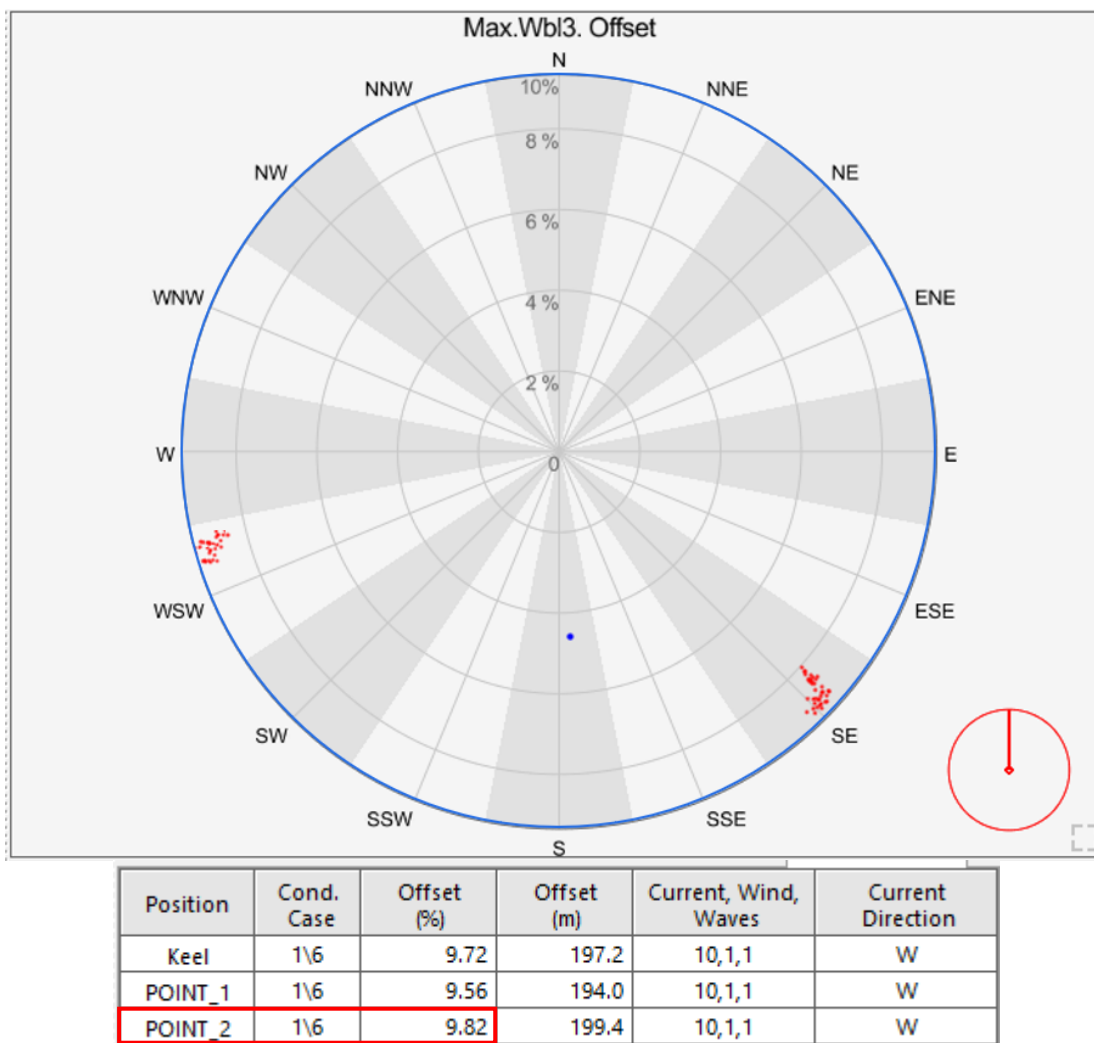 Max.Wbl3. Offset
N
NNW
NNE
10%
8 %
NW
NE
6 %
WNW
ENE
4 %
2 %
W
0
E
WSW
ESE
SW
SE
SSW
SSE
S
Position Cond. Case Offset (%) Offset (m) Current, Wind, Waves Current Direction
Keel 1\6 9.72 197.2 10,1,1 W
POINT_1 1\6 9.56 194.0 10,1,1 W
POINT_2 1\6 9.82 199.4 10,1,1 W